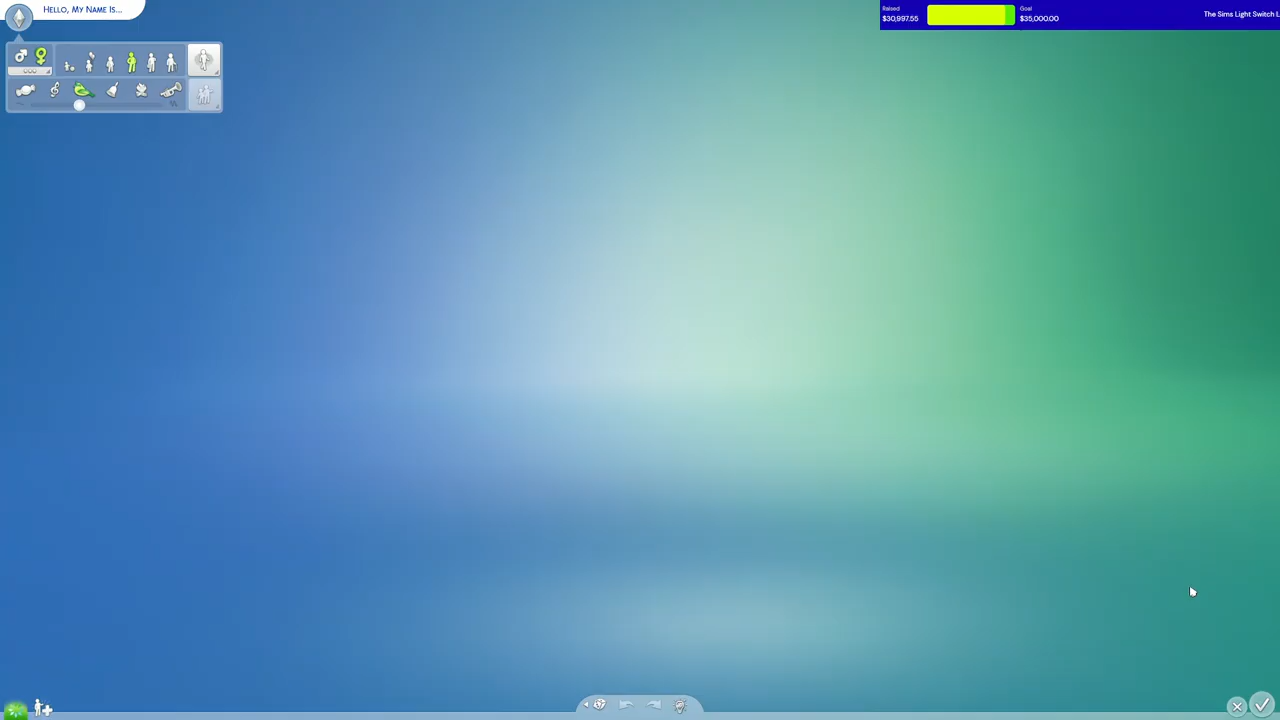 Hello, My Name Is...
Raised
$30,997.55
Goal
$35,000.00
The Sims Light Switch L